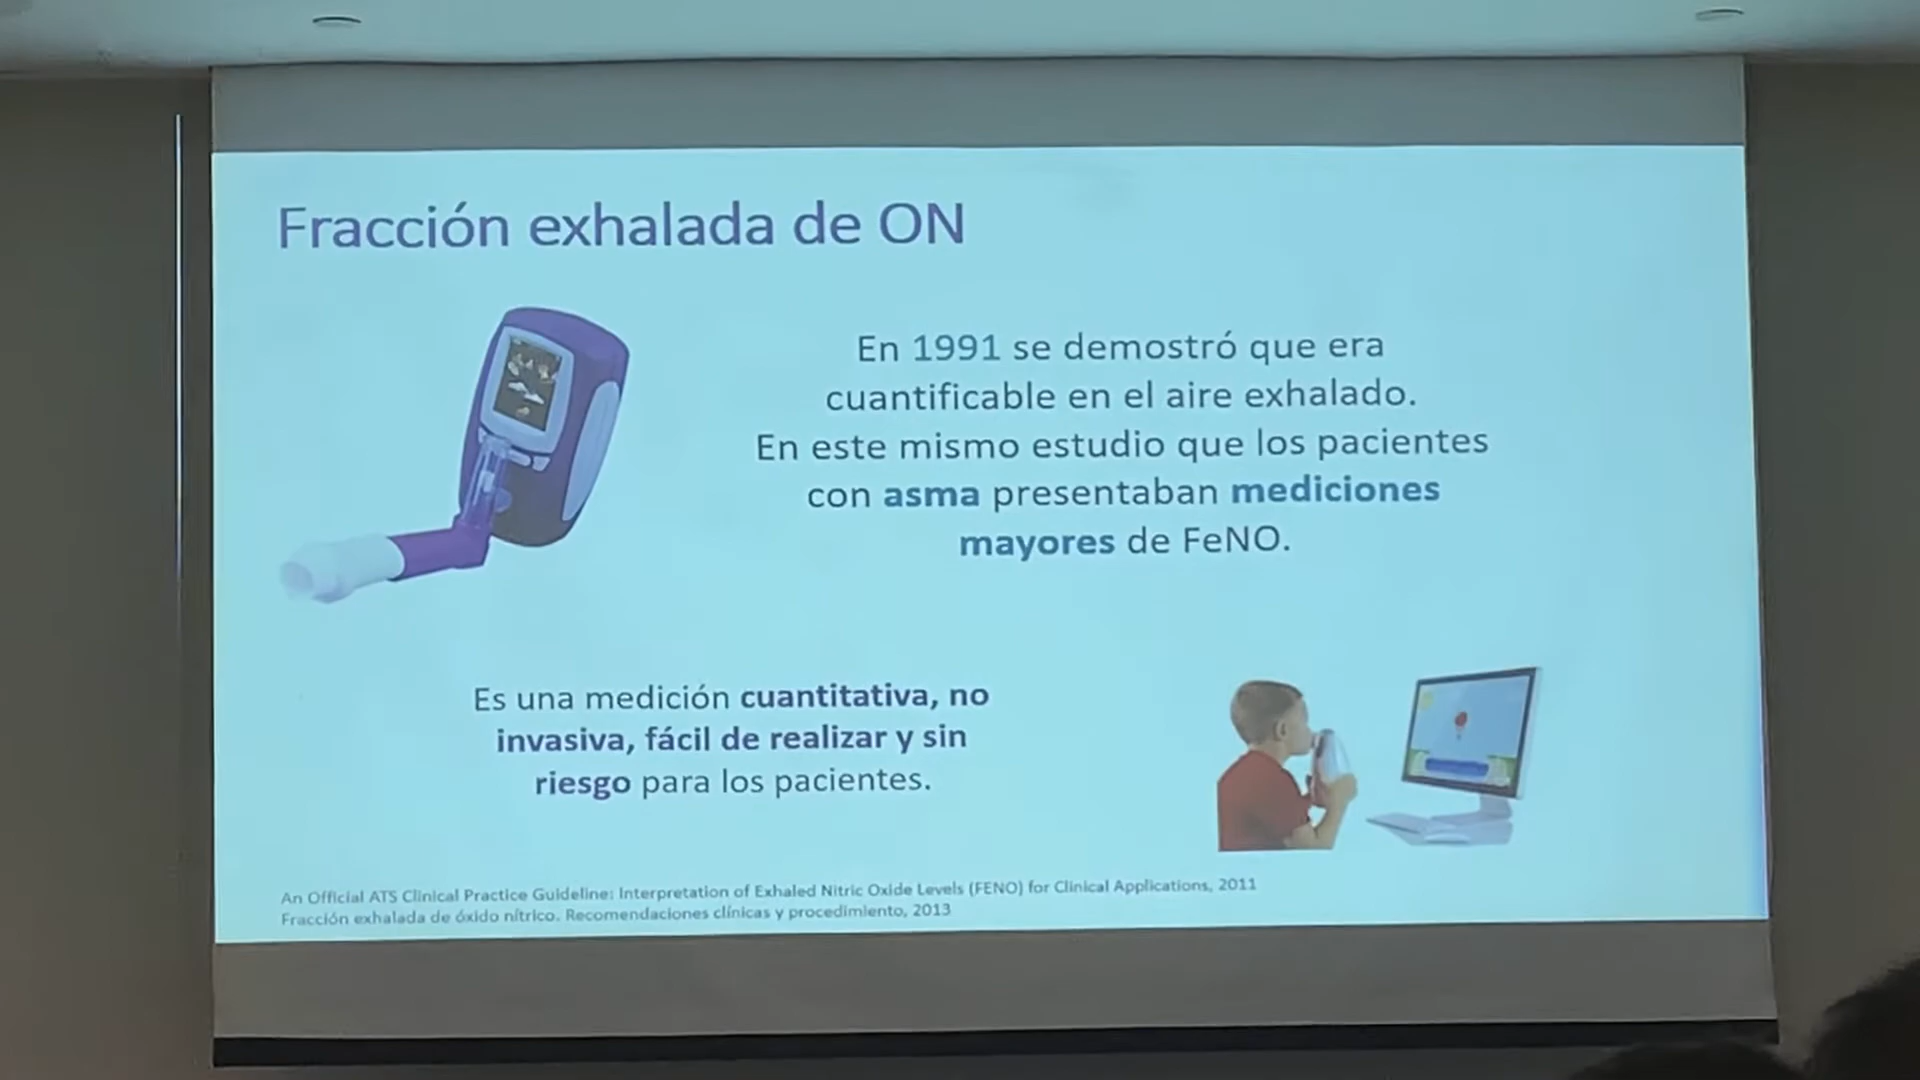 Fracción exhalada de ON
En 1991 se demostró que era
cuantificable en el aire exhalado.
En este mismo estudio que los pacientes
con asma presentaban mediciones
mayores de FeNO.
Es una medición cuantitativa, no
invasiva, fácil de realizar y sin
riesgo para los pacientes.
An Official ATS Clinical Practice Guideline: Interpretation of Exhaled Nitric Oxide Levels (FENO) for Clinical Applications, 2011
Fracción exhalada de óxido nítrico. Recomendaciones clínicas y procedimiento, 2013